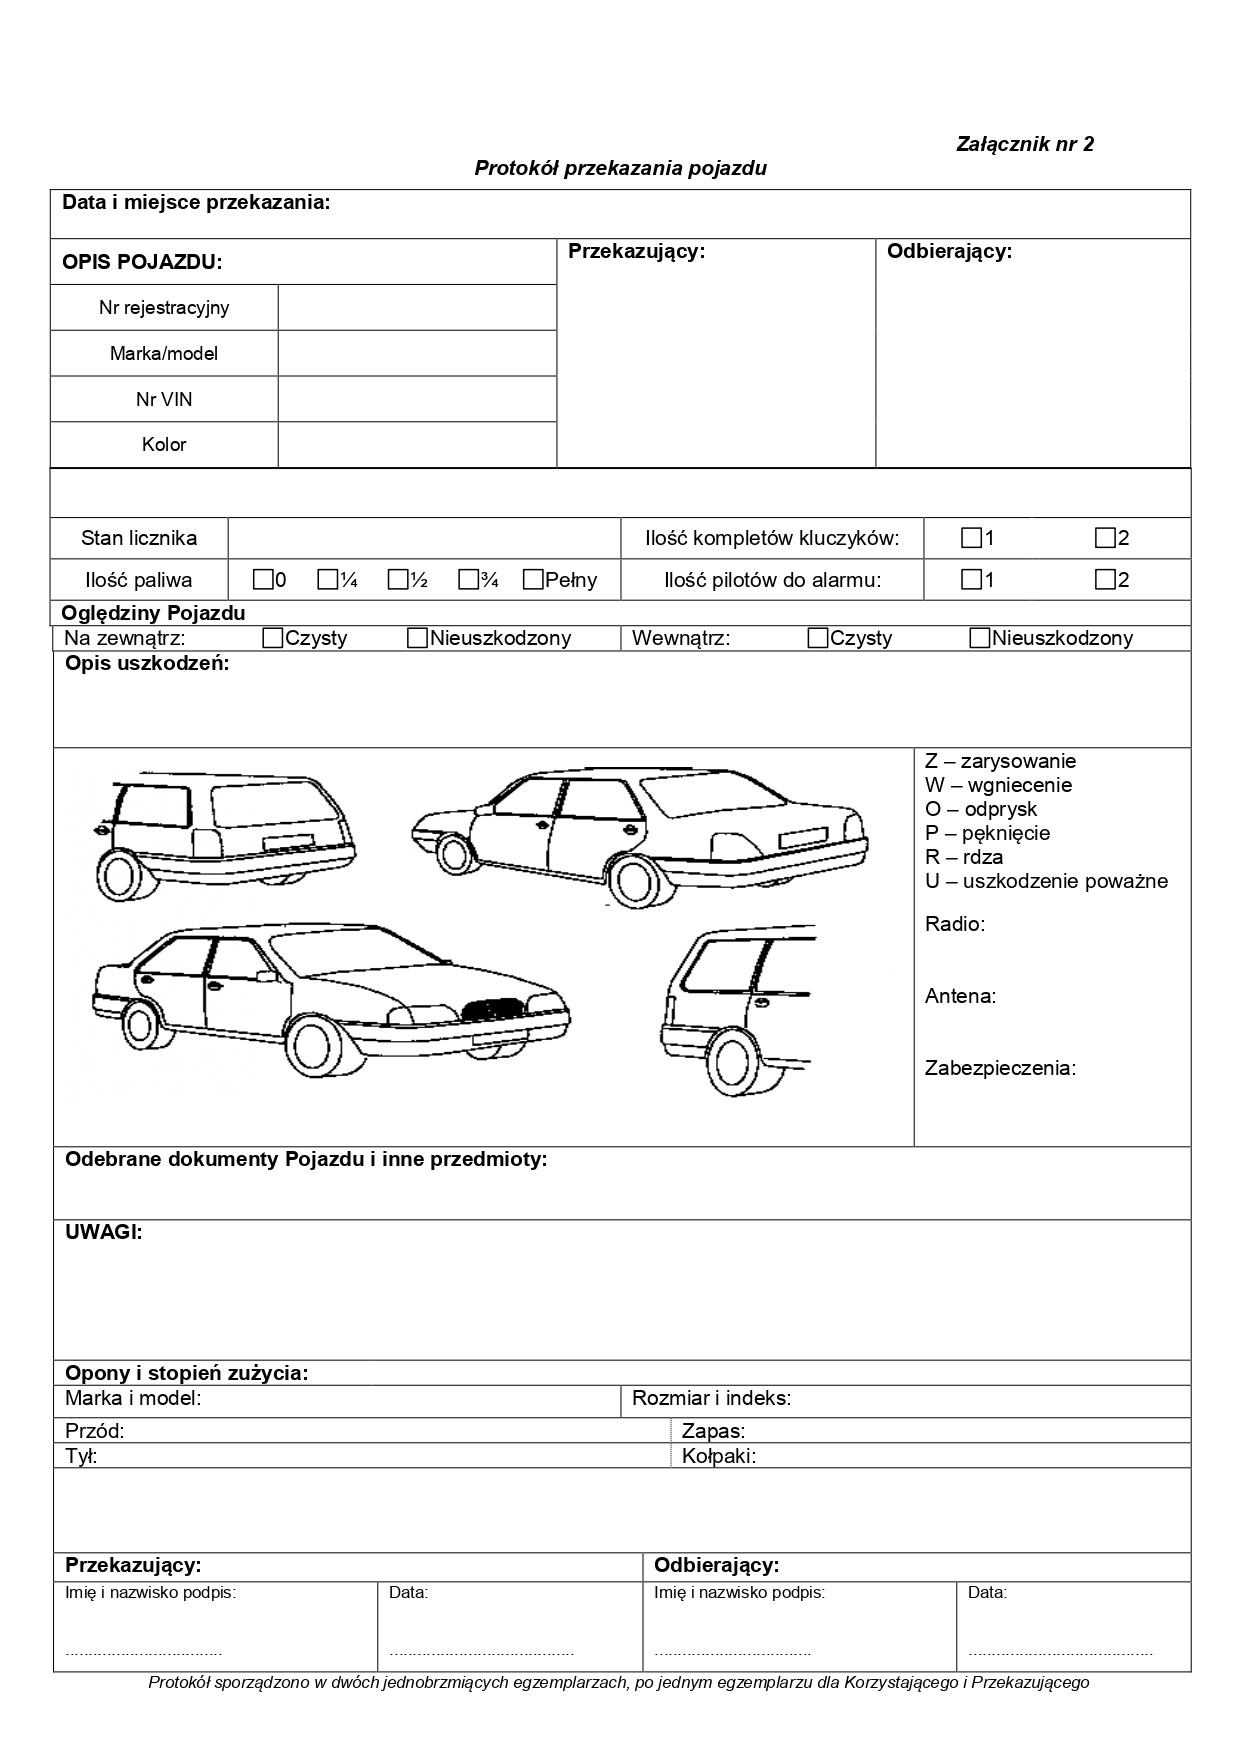 Załącznik nr 2
Protokół przekazania pojazdu
Data i miejsce przekazania:
OPIS POJAZDU:
Przekazujący:
Odbierający:
Nr rejestracyjny
Marka/model
Nr VIN
Kolor
Stan licznika
Ilość kompletów kluczyków: ☐1 ☐2
Ilość paliwa ☐0 ☐¼ ☐½ ☐¾ ☐Pełny
Ilość pilotów do alarmu: ☐1 ☐2
Oględziny Pojazdu
Na zewnątrz: ☐Czysty ☐Nieuszkodzony
Wewnątrz: ☐Czysty ☐Nieuszkodzony
Opis uszkodzeń:
Z – zarysowanie
W – wgniecenie
O – odprysk
P – pęknięcie
R – rdza
U – uszkodzenie poważne
Radio:
Antena:
Zabezpieczenia:
Odebrane dokumenty Pojazdu i inne przedmioty:
UWAGI:
Opony i stopień zużycia:
Marka i model:
Rozmiar i indeks:
Przód:
Zapas:
Tył:
Kołpaki:
Przekazujący:
Odbierający:
Imię i nazwisko podpis:
Data:
Imię i nazwisko podpis:
Data:
Protokół sporządzono w dwóch jednobrzmiących egzemplarzach, po jednym egzemplarzu dla Korzystającego i Przekazującego